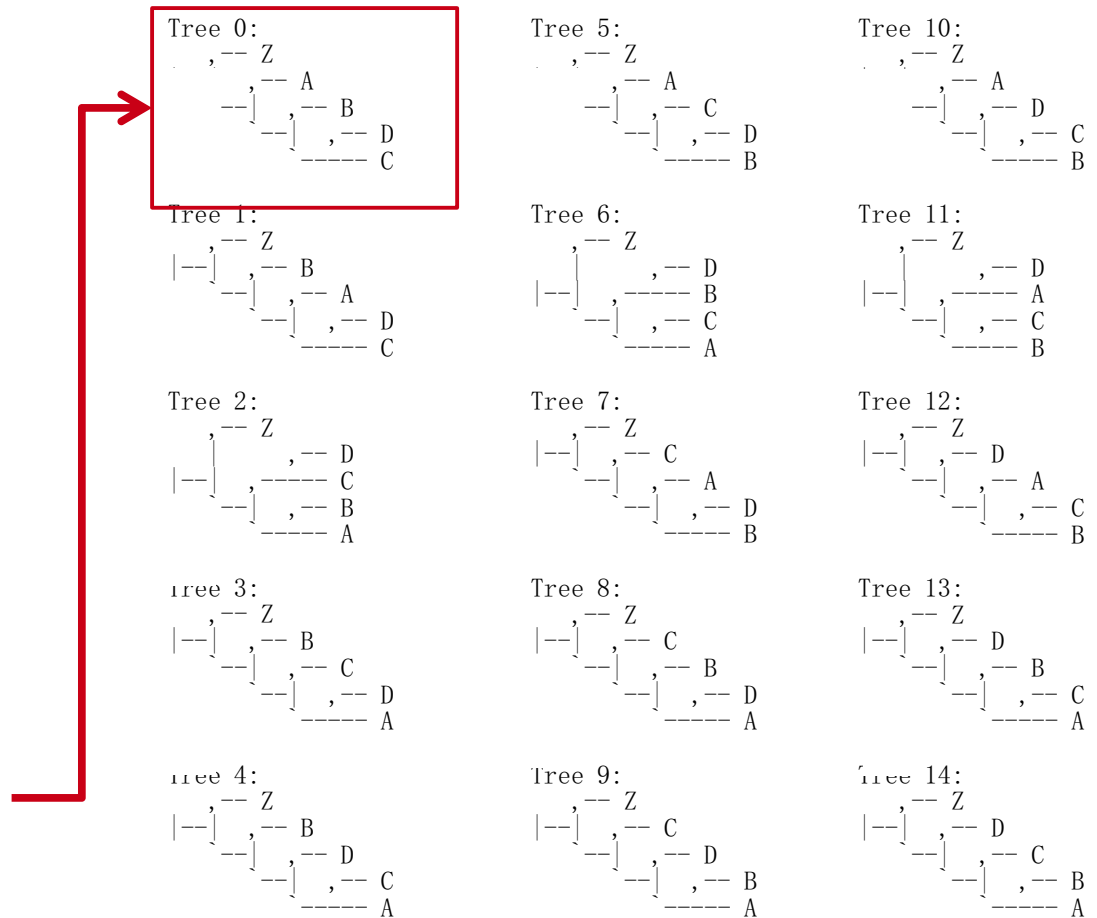 Tree 0:
,-- Z
,-- A
--| ,-- B
`--| ,-- D
`----- C
Tree 1:
,-- Z
|--| ,-- B
`--| ,-- A
`--| ,-- D
`----- C
Tree 2:
,-- Z
| ,-- D
|--| ,----- C
`--| ,-- B
`----- A
Tree 3:
,-- Z
|--| ,-- B
`--| ,-- C
`--| ,-- D
`----- A
Tree 4:
,-- Z
|--| ,-- B
`--| ,-- D
`--| ,-- C
`----- A
Tree 5:
,-- Z
,-- A
--| ,-- C
`--| ,-- D
`----- B
Tree 6:
,-- Z
| ,-- D
|--| ,----- B
`--| ,-- C
`----- A
Tree 7:
,-- Z
|--| ,-- C
`--| ,-- A
`--| ,-- D
`----- B
Tree 8:
,-- Z
|--| ,-- C
`--| ,-- B
`--| ,-- D
`----- A
Tree 9:
,-- Z
|--| ,-- C
`--| ,-- D
`--| ,-- B
`----- A
Tree 10:
,-- Z
,-- A
--| ,-- D
`--| ,-- C
`----- B
Tree 11:
,-- Z
| ,-- D
|--| ,----- A
`--| ,-- C
`----- B
Tree 12:
,-- Z
|--| ,-- D
`--| ,-- A
`--| ,-- C
`----- B
Tree 13:
,-- Z
|--| ,-- D
`--| ,-- B
`--| ,-- C
`----- A
Tree 14:
,-- Z
|--| ,-- D
`--| ,-- C
`--| ,-- B
`----- A